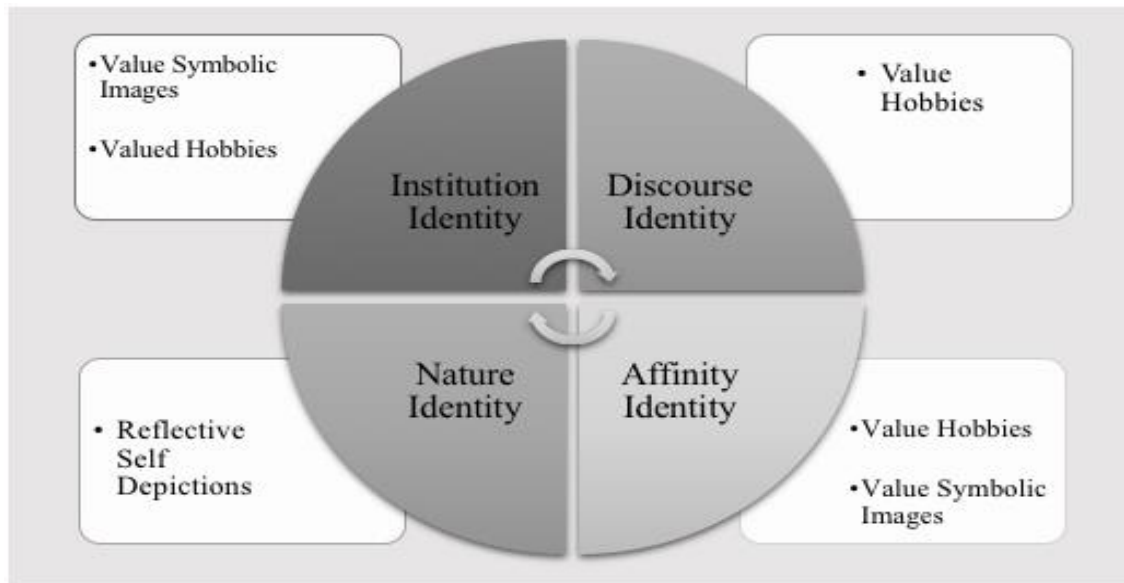 •Value Symbolic
Images
•Valued Hobbies
Institution
Identity
Discourse
Identity
• Value
Hobbies
Nature
Identity
Affinity
Identity
• Reflective
Self
Depictions
•Value Hobbies
•Value Symbolic
Images